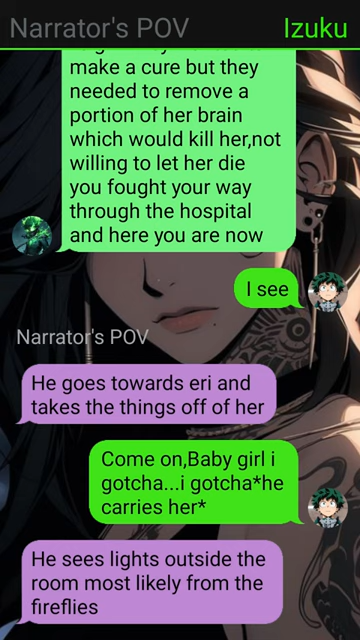 Narrator's POV Izuku
make a cure but they
needed to remove a
portion of her brain
which would kill her,not
willing to let her die
you fought your way
through the hospital
and here you are now
I see
Narrator's POV
He goes towards eri and
takes the things off of her
Come on,Baby girl i
gotcha...i gotcha*he
carries her*
He sees lights outside the
room most likely from the
fireflies